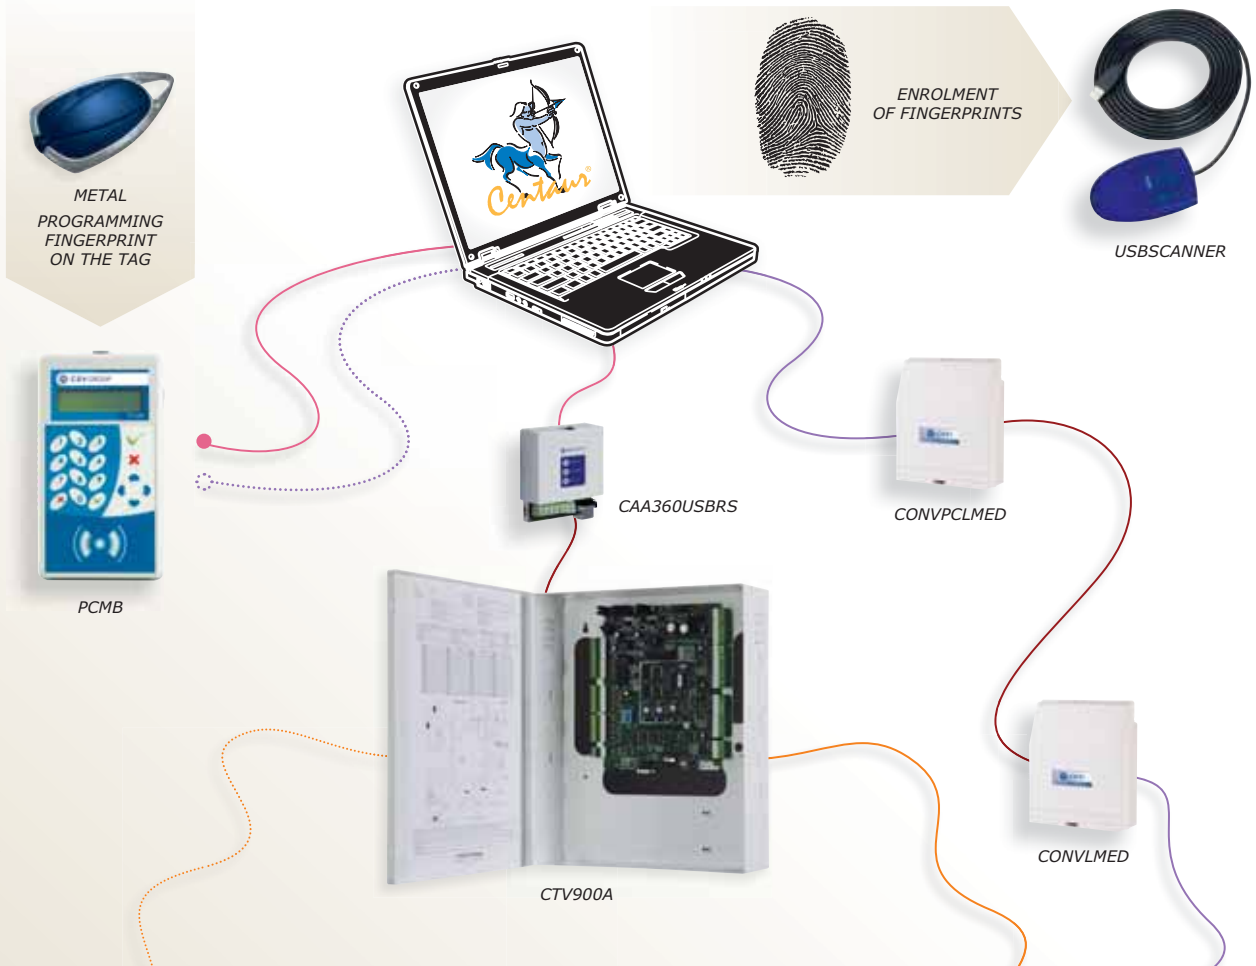 METAL
PROGRAMMING
FINGERPRINT
ON THE TAG
Centaur®
ENROLMENT
OF FINGERPRINTS
USBSCANNER
PCMB
CAA360USBRS
CONVPCLMED
CTV900A
CONVLMED